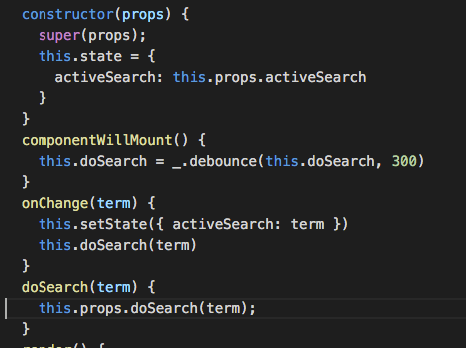 constructor(props) {
super(props);
this.state = {
activeSearch: this.props.activeSearch
}
}
componentWillMount() {
this.doSearch = _.debounce(this.doSearch, 300)
}
onChange(term) {
this.setState({ activeSearch: term })
this.doSearch(term)
}
doSearch(term) {
this.props.doSearch(term);
}
render() {